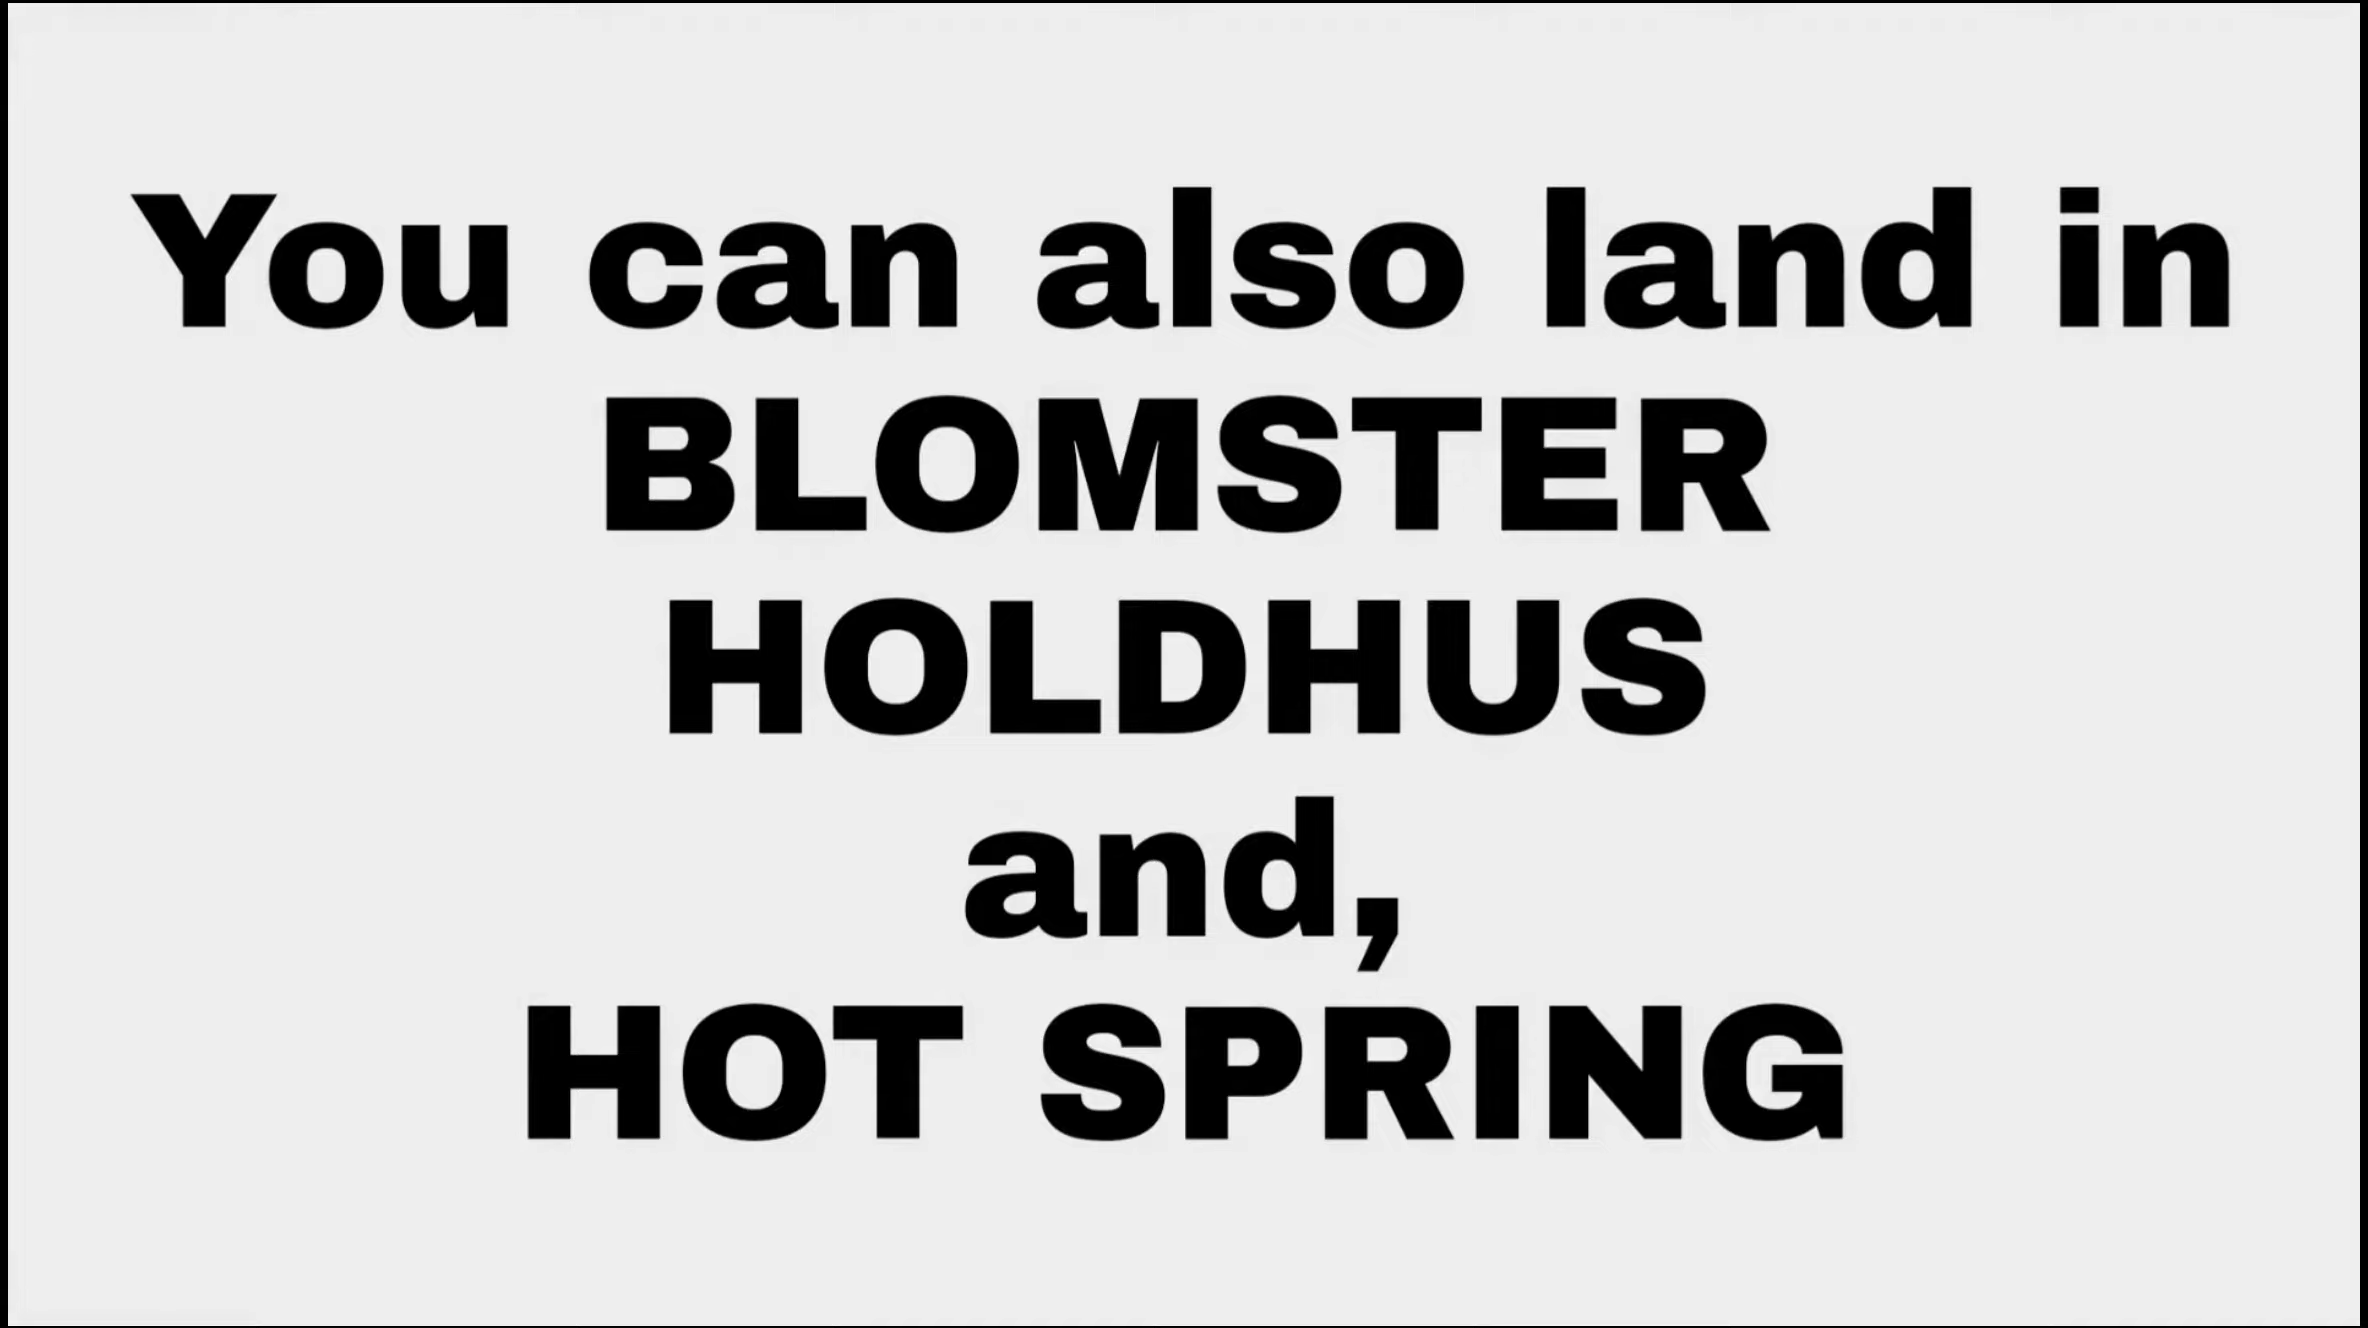 You can also land in
BLOMSTER
HOLDHUS
and,
HOT SPRING